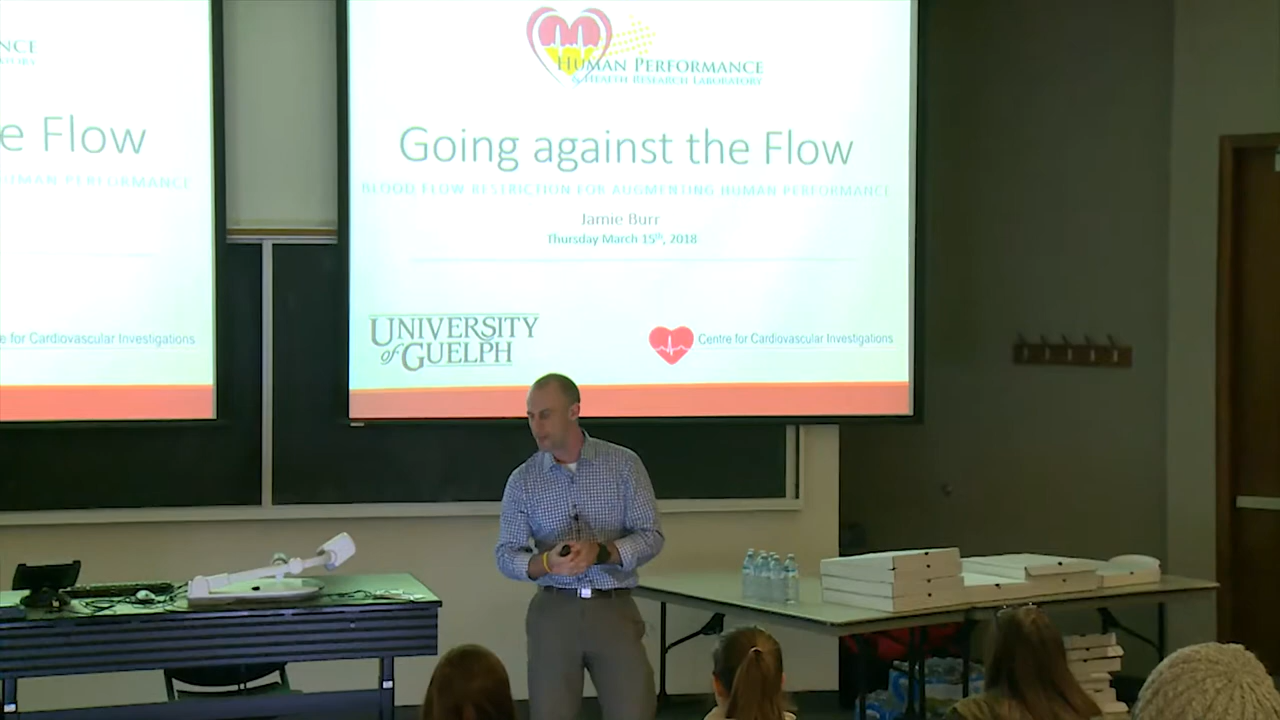 NCE
e Flow
HUMAN PERFORMANCE
e for Cardiovascular Investigations
HUMAN PERFORMANCE
& HEALTH RESEARCH LABORATORY
Going against the Flow
BLOOD FLOW RESTRICTION FOR AUGMENTING HUMAN PERFORMANCE
Jamie Burr
Thursday March 15th, 2018
UNIVERSITY
of GUELPH
Centre for Cardiovascular Investigations